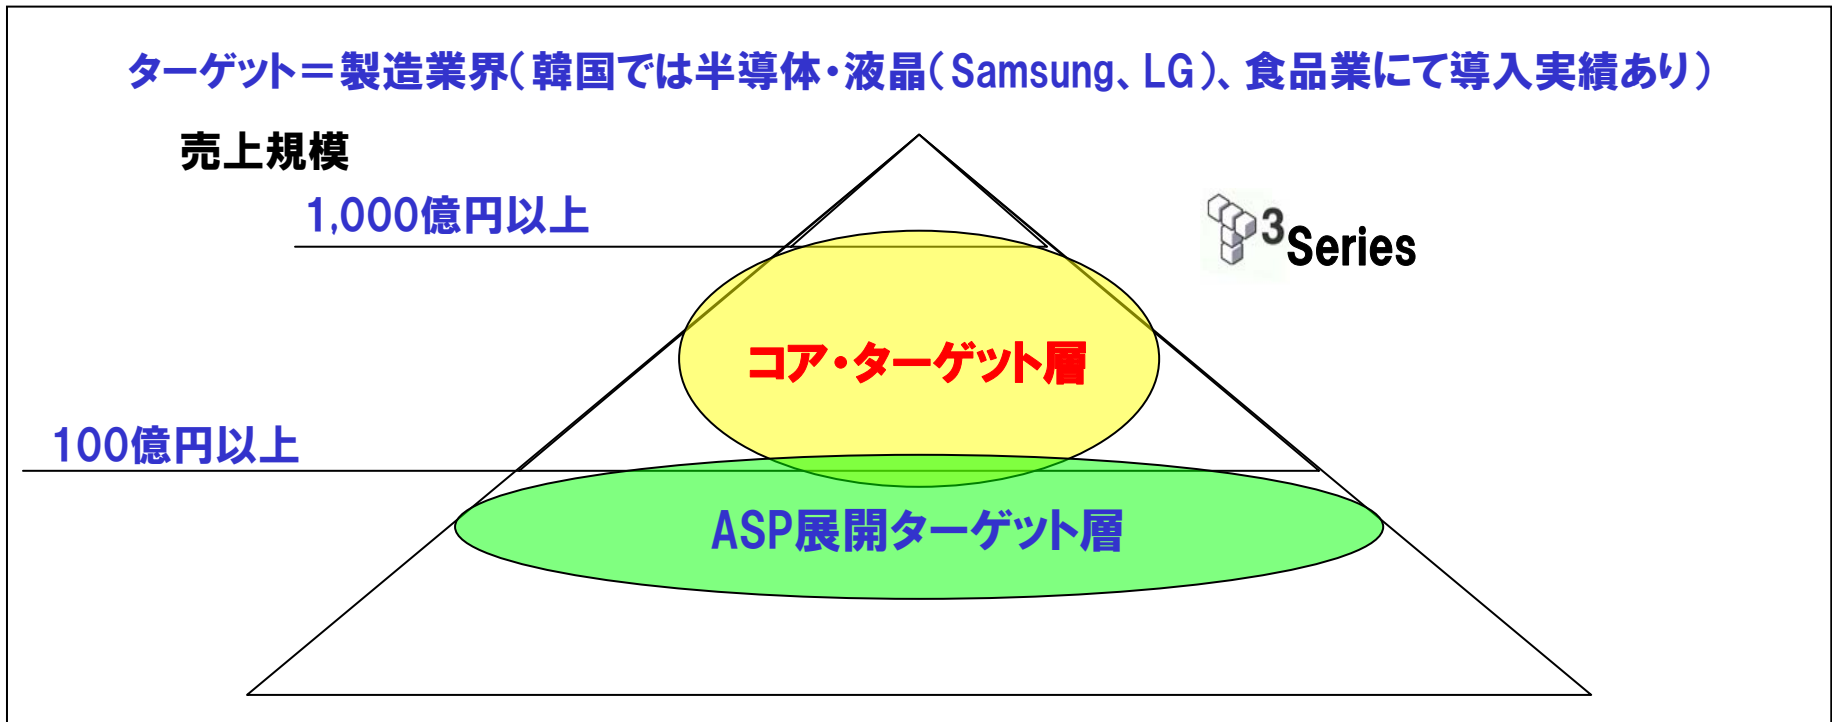 ターゲット＝製造業界（韓国では半導体・液晶（Samsung、LG）、食品業にて導入実績あり）
売上規模
1,000億円以上
3 Series
コア・ターゲット層
100億円以上
ASP展開ターゲット層